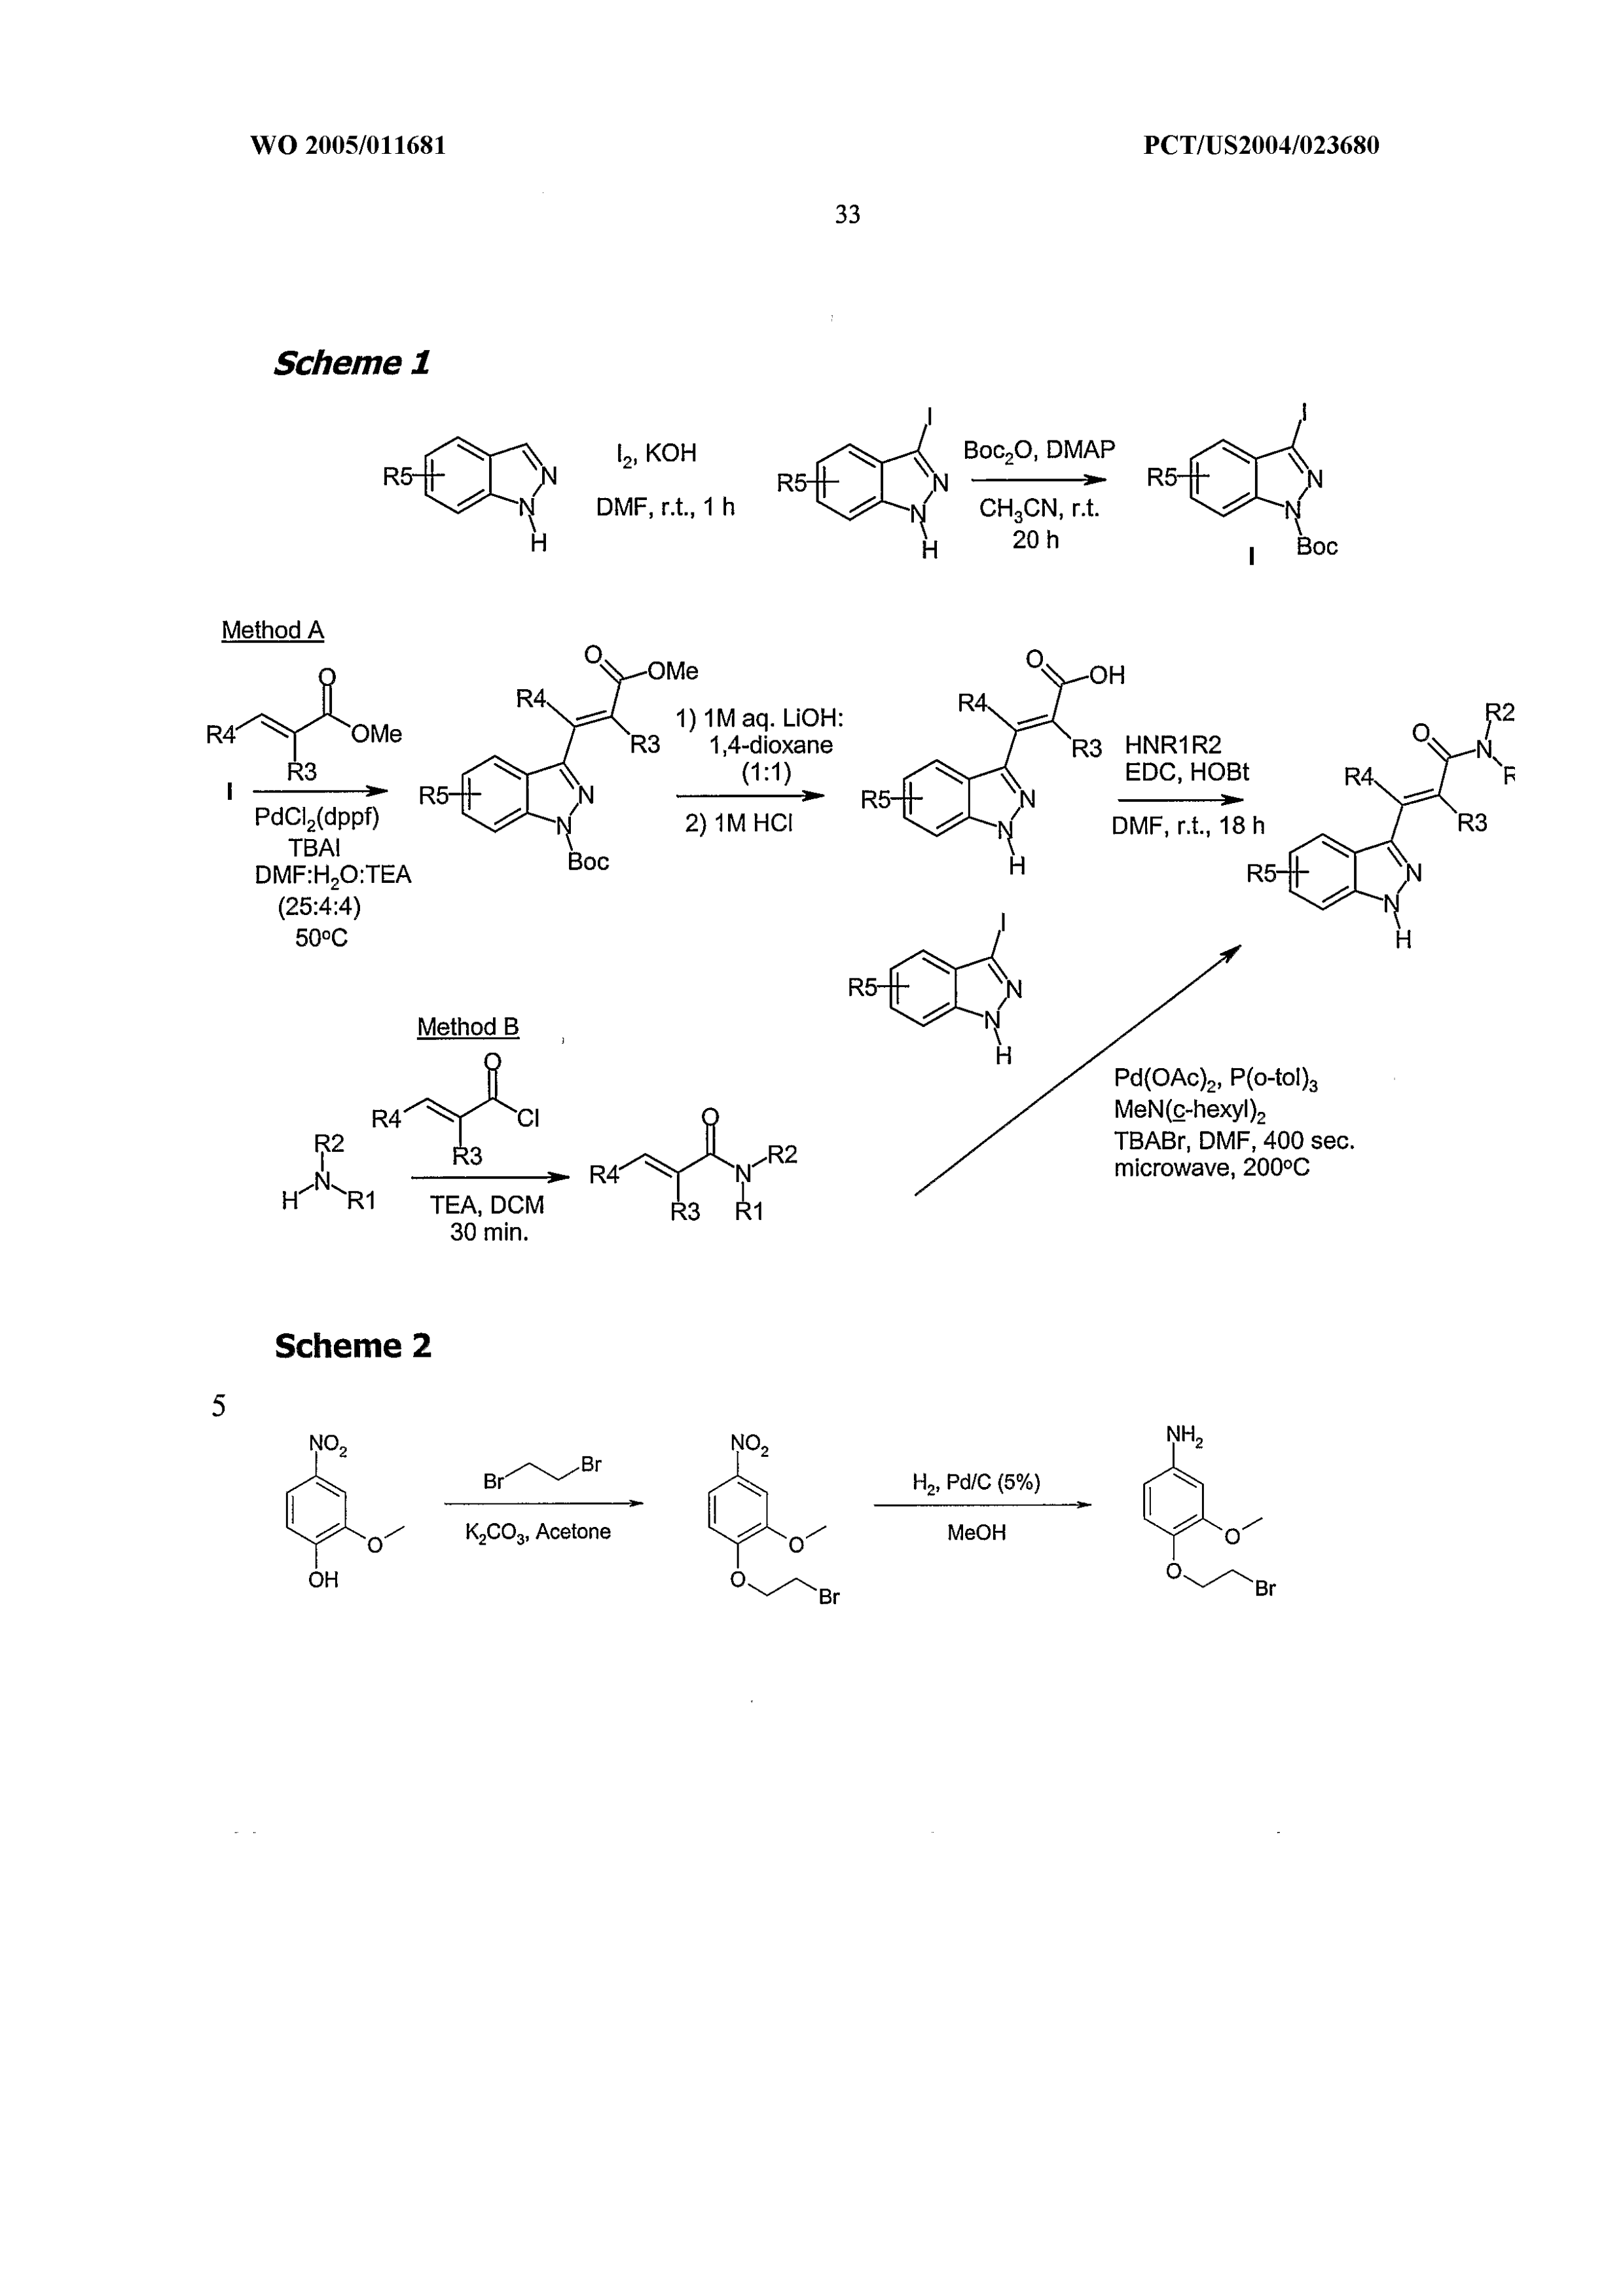 WO 2005/011681 PCT/US2004/023680
33
Scheme 1
R5 N N H
I2, KOH
DMF, r.t., 1 h
I R5 N N H
Boc2O, DMAP
CH3CN, r.t.
20 h
I R5 N N Boc
I
Method A
R4 O OMe R3
I
PdCl2(dppf)
TBAI
DMF:H2O:TEA
(25:4:4)
50ºC
O OMe R4 R3 R5 N N Boc
1) 1M aq. LiOH:
1,4-dioxane
(1:1)
2) 1M HCl
O OH R4 R3 R5 N N H
HNR1R2
EDC, HOBt
DMF, r.t., 18 h
R2 O N R R4 R3 R5 N N H
I R5 N N H
Method B
O R4 Cl R3
R2
H N R1
TEA, DCM
30 min.
O R4 N R2 R3 R1
Pd(OAc)2, P(o-tol)3
MeN(c-hexyl)2
TBABr, DMF, 400 sec.
microwave, 200ºC
Scheme 2
5
NO2 O OH
Br Br
K2CO3, Acetone
NO2 O O Br
H2, Pd/C (5%)
MeOH
NH2 O O Br